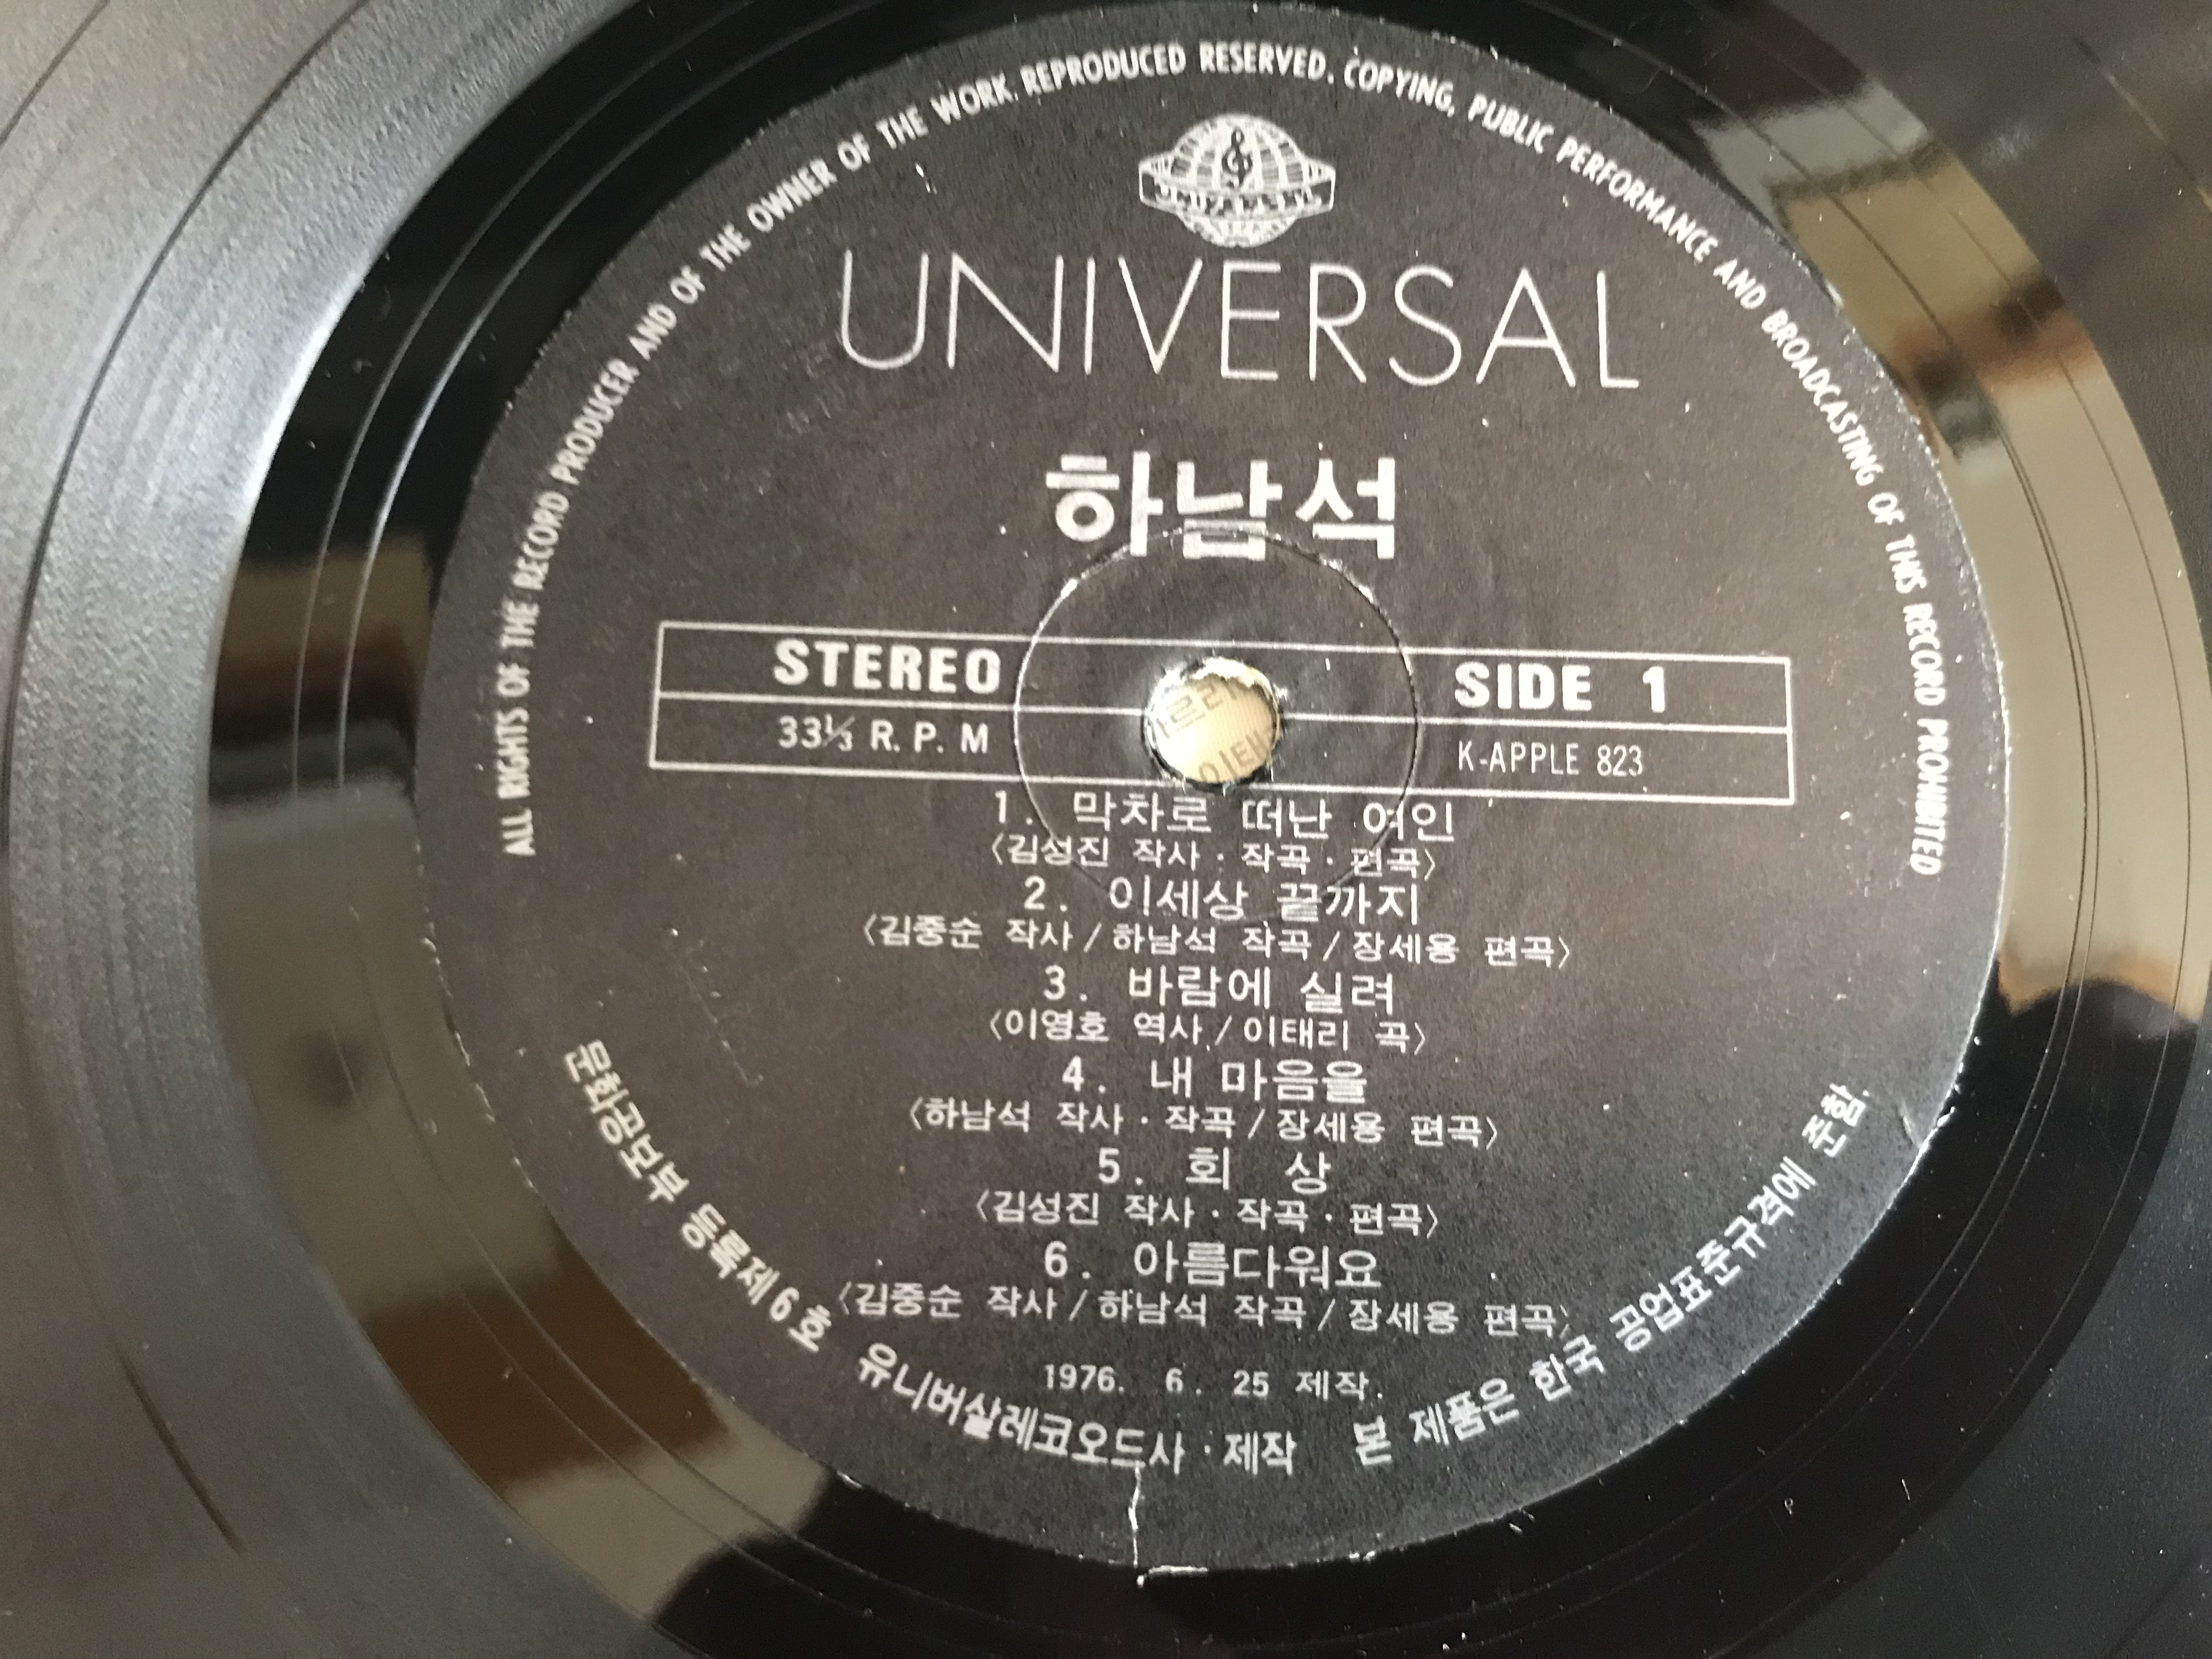 ALL RIGHTS OF THE RECORD PRODUCER AND OF THE OWNER OF THE WORK. REPRODUCED RESERVED. COPYING, PUBLIC PERFORMANCE AND BROADCASTING OF THIS RECORD PROHIBITED
UNIVERSAL
UNIVERSAL
하남석
STEREO
SIDE 1
33⅓ R. P. M
K-APPLE 823
1. 막차로 떠난 여인
〈김성진 작사 · 작곡 · 편곡〉
2. 이세상 끝까지
〈김중순 작사 / 하남석 작곡 / 장세용 편곡〉
3. 바람에 실려
〈이영호 역사 / 이태리 곡〉
4. 내 마음을
〈하남석 작사 · 작곡 / 장세용 편곡〉
5. 회 상
〈김성진 작사 · 작곡 · 편곡〉
6. 아름다워요
〈김중순 작사 / 하남석 작곡 / 장세용 편곡〉
1976. 6. 25 제작.
문화공보부 등록제6호 유니버살레코오드사 · 제작 본 제품은 한국 공업표준규격에 준함.